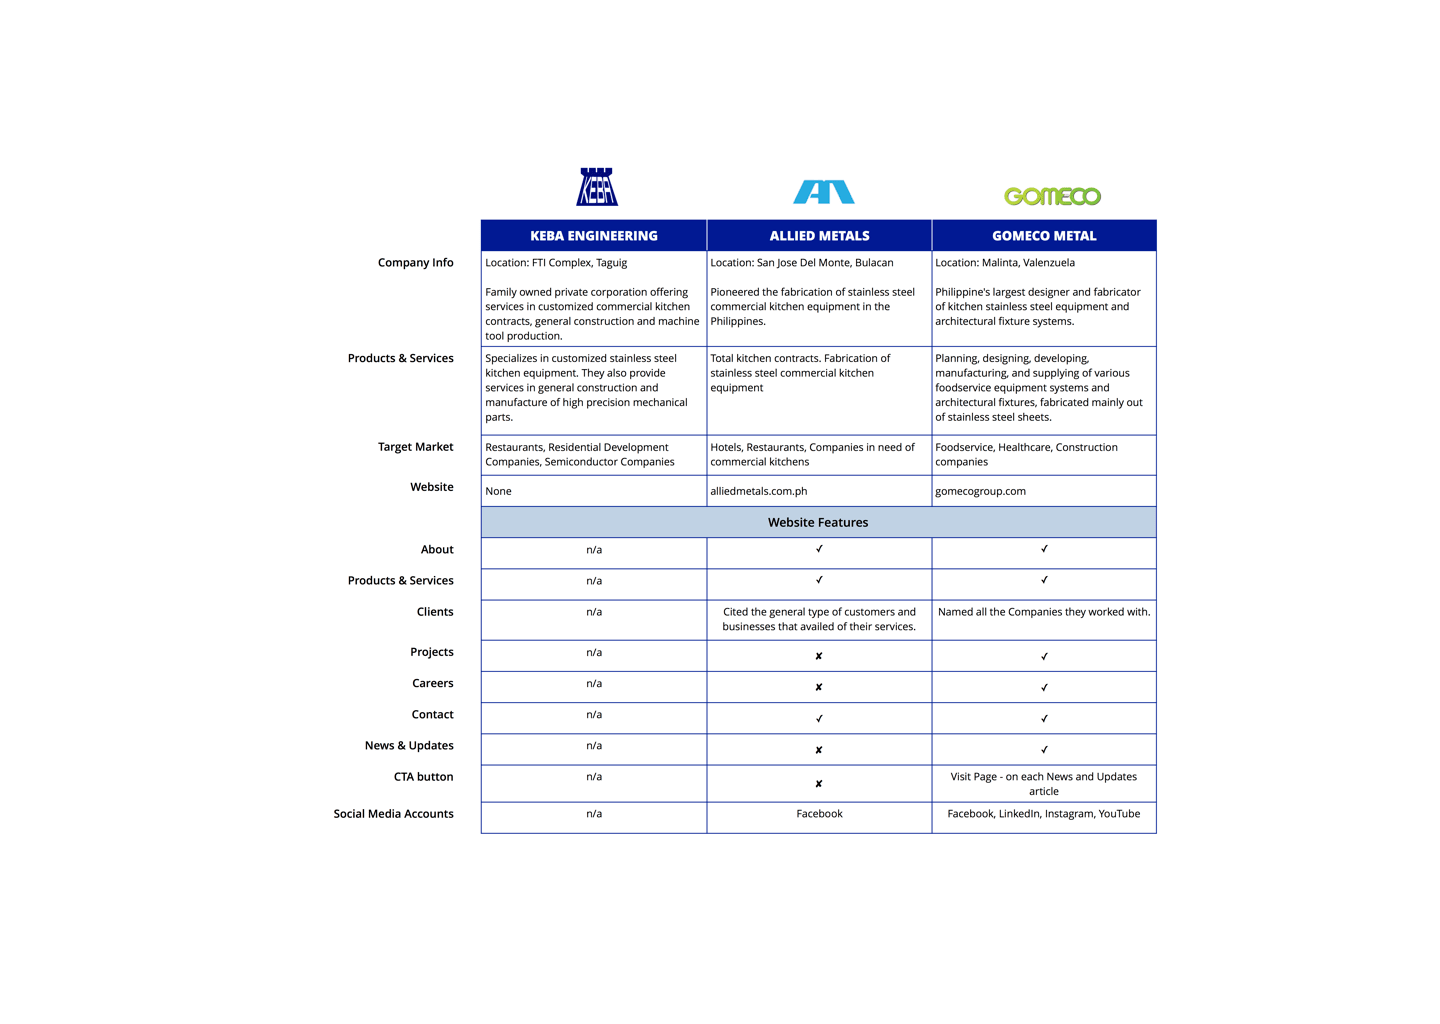 KEBA
GOMECO
KEBA ENGINEERING
ALLIED METALS
GOMECO METAL
Company Info
Location: FTI Complex, Taguig
Family owned private corporation offering
services in customized commercial kitchen
contracts, general construction and machine
tool production.
Location: San Jose Del Monte, Bulacan
Pioneered the fabrication of stainless steel
commercial kitchen equipment in the
Philippines.
Location: Malinta, Valenzuela
Philippine's largest designer and fabricator
of kitchen stainless steel equipment and
architectural fixture systems.
Products & Services
Specializes in customized stainless steel
kitchen equipment. They also provide
services in general construction and
manufacture of high precision mechanical
parts.
Total kitchen contracts. Fabrication of
stainless steel commercial kitchen
equipment
Planning, designing, developing,
manufacturing, and supplying of various
foodservice equipment systems and
architectural fixtures, fabricated mainly out
of stainless steel sheets.
Target Market
Restaurants, Residential Development
Companies, Semiconductor Companies
Hotels, Restaurants, Companies in need of
commercial kitchens
Foodservice, Healthcare, Construction
companies
Website
None
alliedmetals.com.ph
gomecogroup.com
Website Features
About
n/a
✓
✓
Products & Services
n/a
✓
✓
Clients
n/a
Cited the general type of customers and
businesses that availed of their services.
Named all the Companies they worked with.
Projects
n/a
✘
✓
Careers
n/a
✘
✓
Contact
n/a
✓
✓
News & Updates
n/a
✘
✓
CTA button
n/a
✘
Visit Page - on each News and Updates
article
Social Media Accounts
n/a
Facebook
Facebook, LinkedIn, Instagram, YouTube